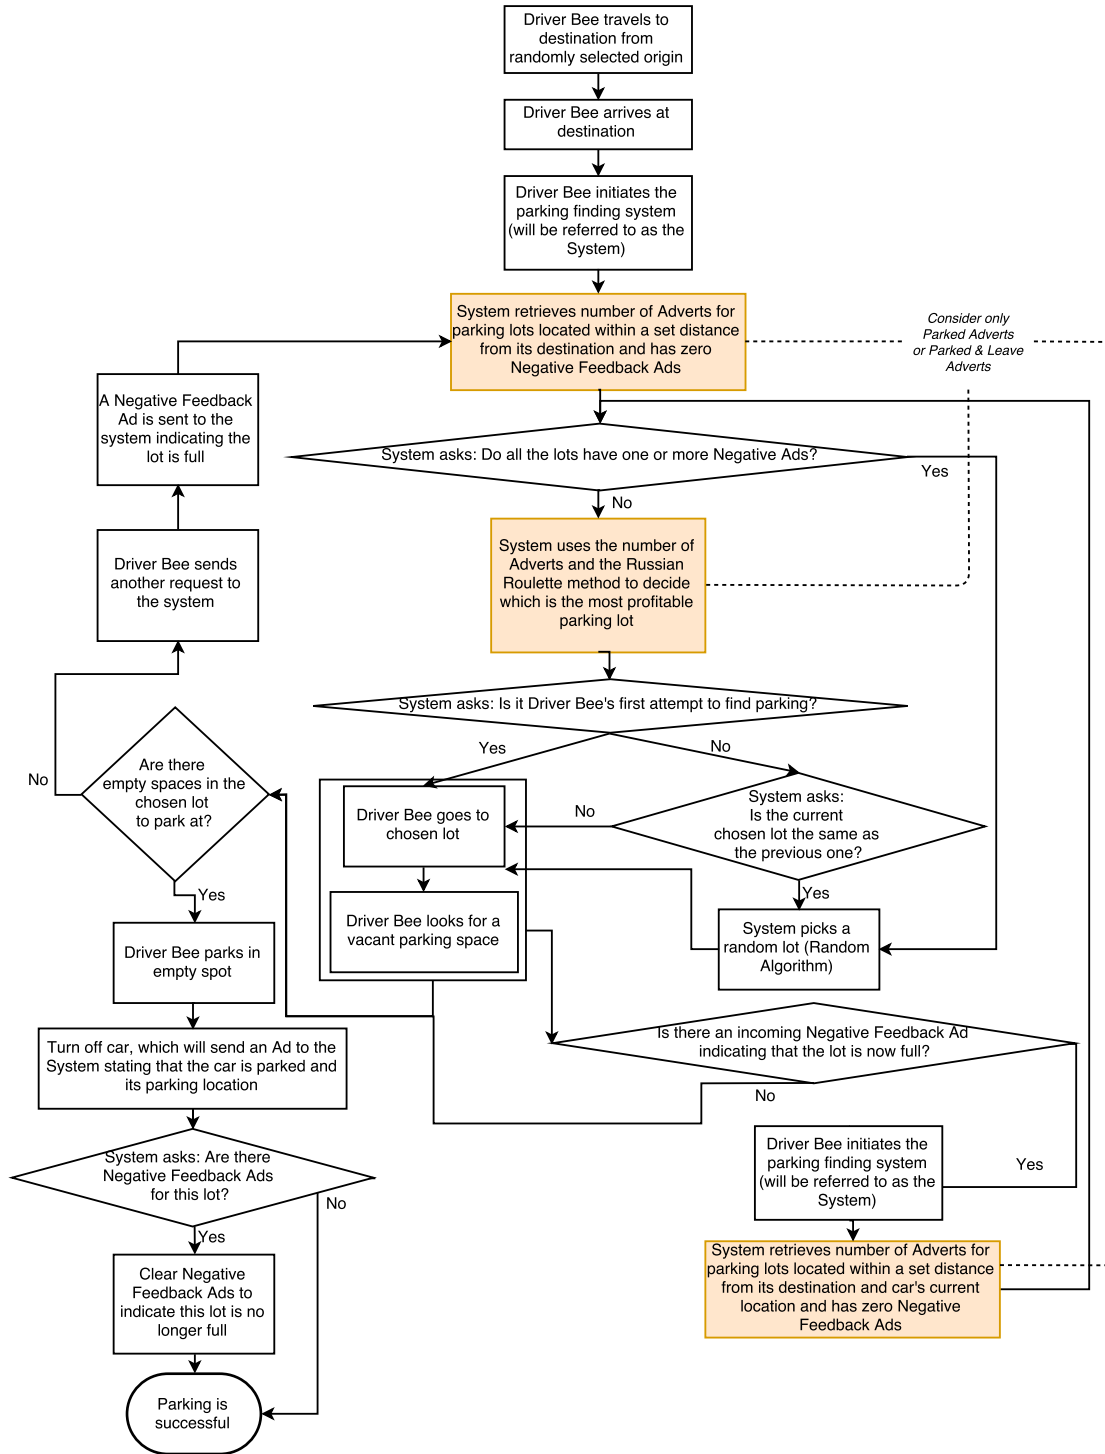 Driver Bee travels to
destination from
randomly selected origin
Driver Bee arrives at
destination
Driver Bee initiates the
parking finding system
(will be referred to as the
System)
System retrieves number of Adverts for
parking lots located within a set distance
from its destination and has zero
Negative Feedback Ads
Consider only
Parked Adverts
or Parked & Leave
Adverts
A Negative Feedback
Ad is sent to the
system indicating the
lot is full
System asks: Do all the lots have one or more Negative Ads?
Yes
No
System uses the number of
Adverts and the Russian
Roulette method to decide
which is the most profitable
parking lot
Driver Bee sends
another request to
the system
System asks: Is it Driver Bee's first attempt to find parking?
Yes
No
Are there
empty spaces in the
chosen lot
to park at?
No
Yes
Driver Bee goes to
chosen lot
No
System asks:
Is the current
chosen lot the same as
the previous one?
Yes
Driver Bee looks for a
vacant parking space
System picks a
random lot (Random
Algorithm)
Driver Bee parks in
empty spot
Is there an incoming Negative Feedback Ad
indicating that the lot is now full?
No
Yes
Turn off car, which will send an Ad to the
System stating that the car is parked and
its parking location
Driver Bee initiates the
parking finding system
(will be referred to as the
System)
System asks: Are there
Negative Feedback Ads
for this lot?
No
Yes
System retrieves number of Adverts for
parking lots located within a set distance
from its destination and car's current
location and has zero Negative
Feedback Ads
Clear Negative
Feedback Ads to
indicate this lot is no
longer full
Parking is
successful